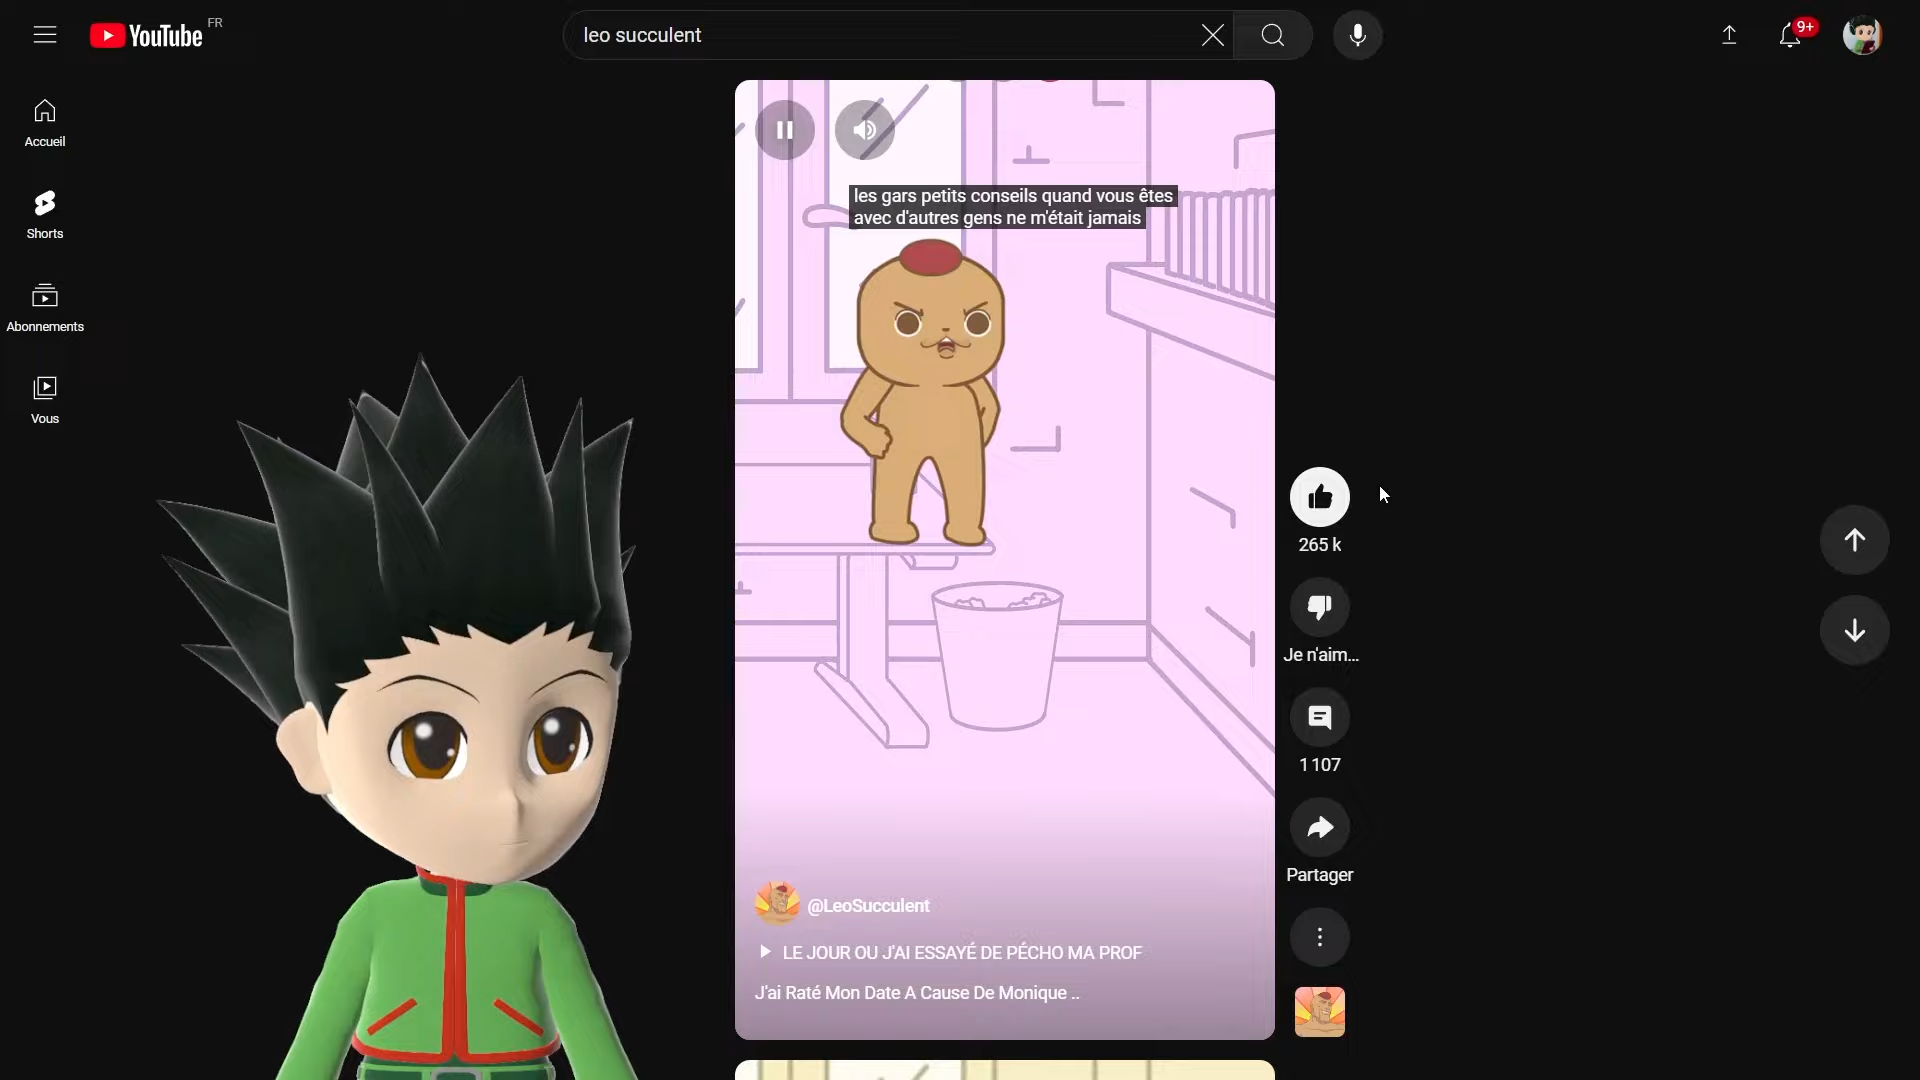 YouTube FR
leo succulent
9+
Accueil
Shorts
Abonnements
Vous
les gars petits conseils quand vous êtes
avec d'autres gens ne m'était jamais
265 k
Je n'aim...
1 107
Partager
@LeoSucculent
LE JOUR OU J'AI ESSAYÉ DE PÉCHO MA PROF
J'ai Raté Mon Date A Cause De Monique ..